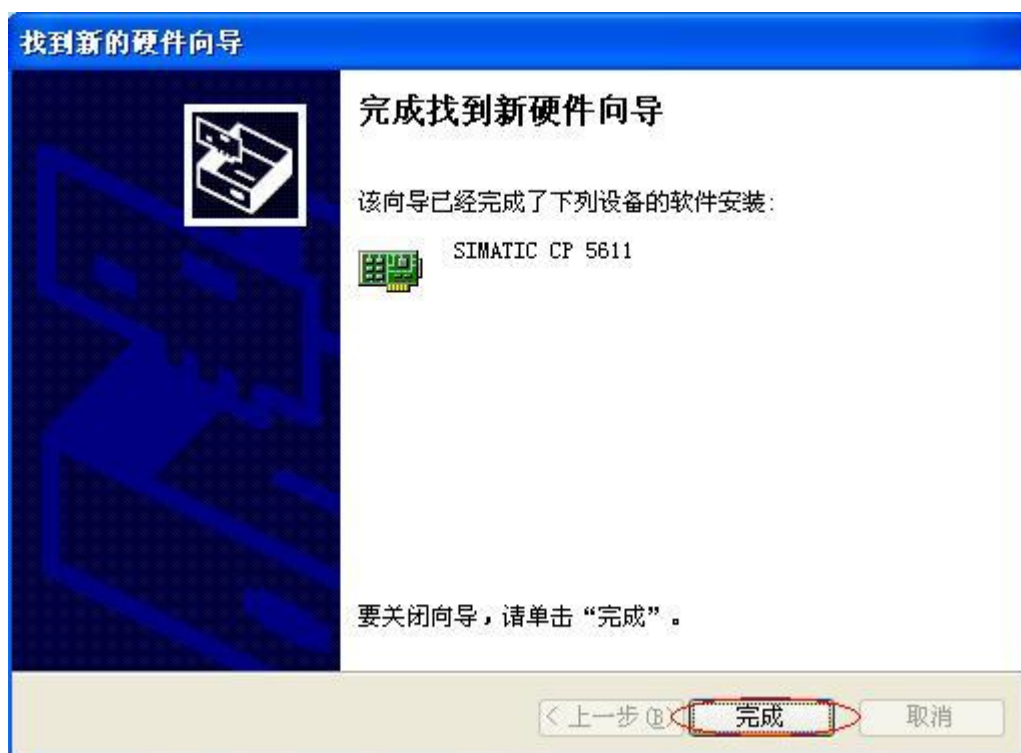 找到新的硬件向导
完成找到新硬件向导
该向导已经完成了下列设备的软件安装:
SIMATIC CP 5611
要关闭向导，请单击“完成”。
<上一步(B) 完成 取消